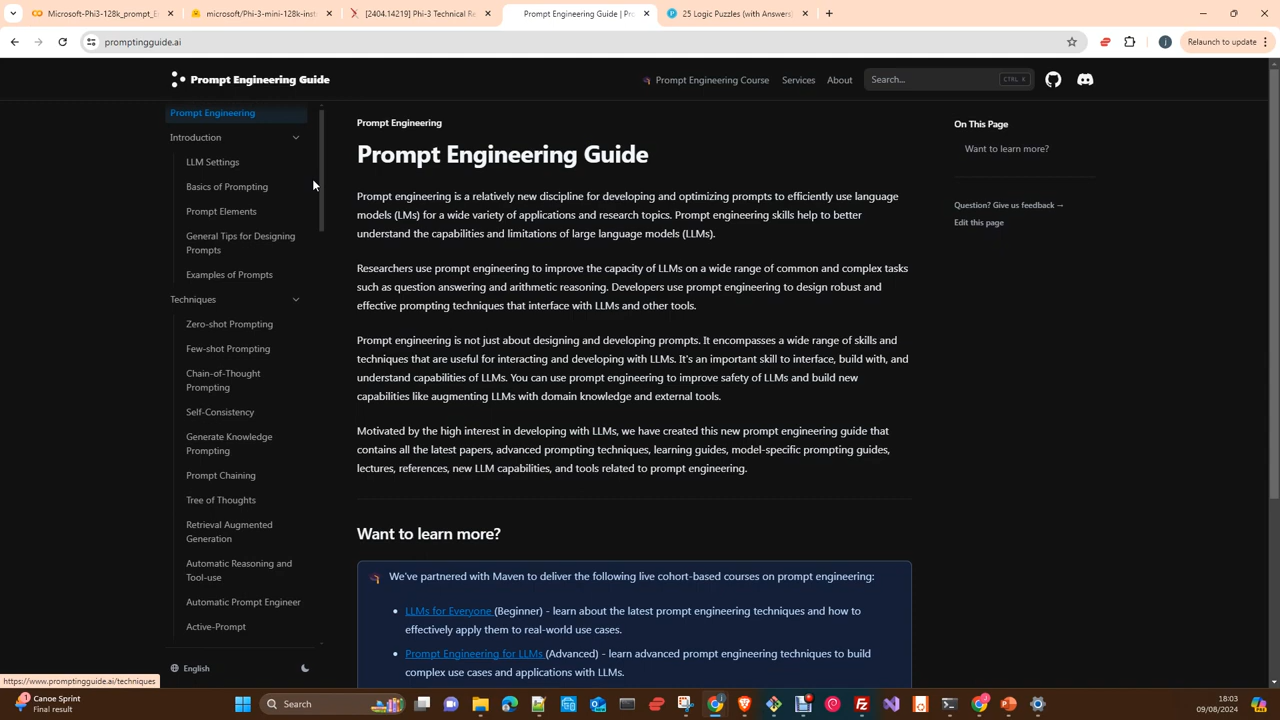 Microsoft-Phi3-128k_prompt_E
microsoft/Phi-3-mini-128k-inst
[2404.14219] Phi-3 Technical Re
Prompt Engineering Guide | Pro
25 Logic Puzzles (with Answers)
promptingguide.ai
Relaunch to update
Prompt Engineering Guide
Prompt Engineering Course
Services
About
Search...
CTRL K
Prompt Engineering
Introduction
LLM Settings
Basics of Prompting
Prompt Elements
General Tips for Designing
Prompts
Examples of Prompts
Techniques
Zero-shot Prompting
Few-shot Prompting
Chain-of-Thought
Prompting
Self-Consistency
Generate Knowledge
Prompting
Prompt Chaining
Tree of Thoughts
Retrieval Augmented
Generation
Automatic Reasoning and
Tool-use
Automatic Prompt Engineer
Active-Prompt
English
Prompt Engineering
Prompt Engineering Guide
Prompt engineering is a relatively new discipline for developing and optimizing prompts to efficiently use language
models (LMs) for a wide variety of applications and research topics. Prompt engineering skills help to better
understand the capabilities and limitations of large language models (LLMs).
Researchers use prompt engineering to improve the capacity of LLMs on a wide range of common and complex tasks
such as question answering and arithmetic reasoning. Developers use prompt engineering to design robust and
effective prompting techniques that interface with LLMs and other tools.
Prompt engineering is not just about designing and developing prompts. It encompasses a wide range of skills and
techniques that are useful for interacting and developing with LLMs. It's an important skill to interface, build with, and
understand capabilities of LLMs. You can use prompt engineering to improve safety of LLMs and build new
capabilities like augmenting LLMs with domain knowledge and external tools.
Motivated by the high interest in developing with LLMs, we have created this new prompt engineering guide that
contains all the latest papers, advanced prompting techniques, learning guides, model-specific prompting guides,
lectures, references, new LLM capabilities, and tools related to prompt engineering.
Want to learn more?
We've partnered with Maven to deliver the following live cohort-based courses on prompt engineering:
• LLMs for Everyone (Beginner) - learn about the latest prompt engineering techniques and how to
effectively apply them to real-world use cases.
• Prompt Engineering for LLMs (Advanced) - learn advanced prompt engineering techniques to build
complex use cases and applications with LLMs.
On This Page
Want to learn more?
Question? Give us feedback →
Edit this page
https://www.promptingguide.ai/techniques
Canoe Sprint
Final result
Search
18:03
09/08/2024